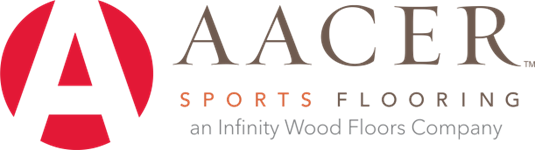 A
AACER™
SPORTS FLOORING
an Infinity Wood Floors Company